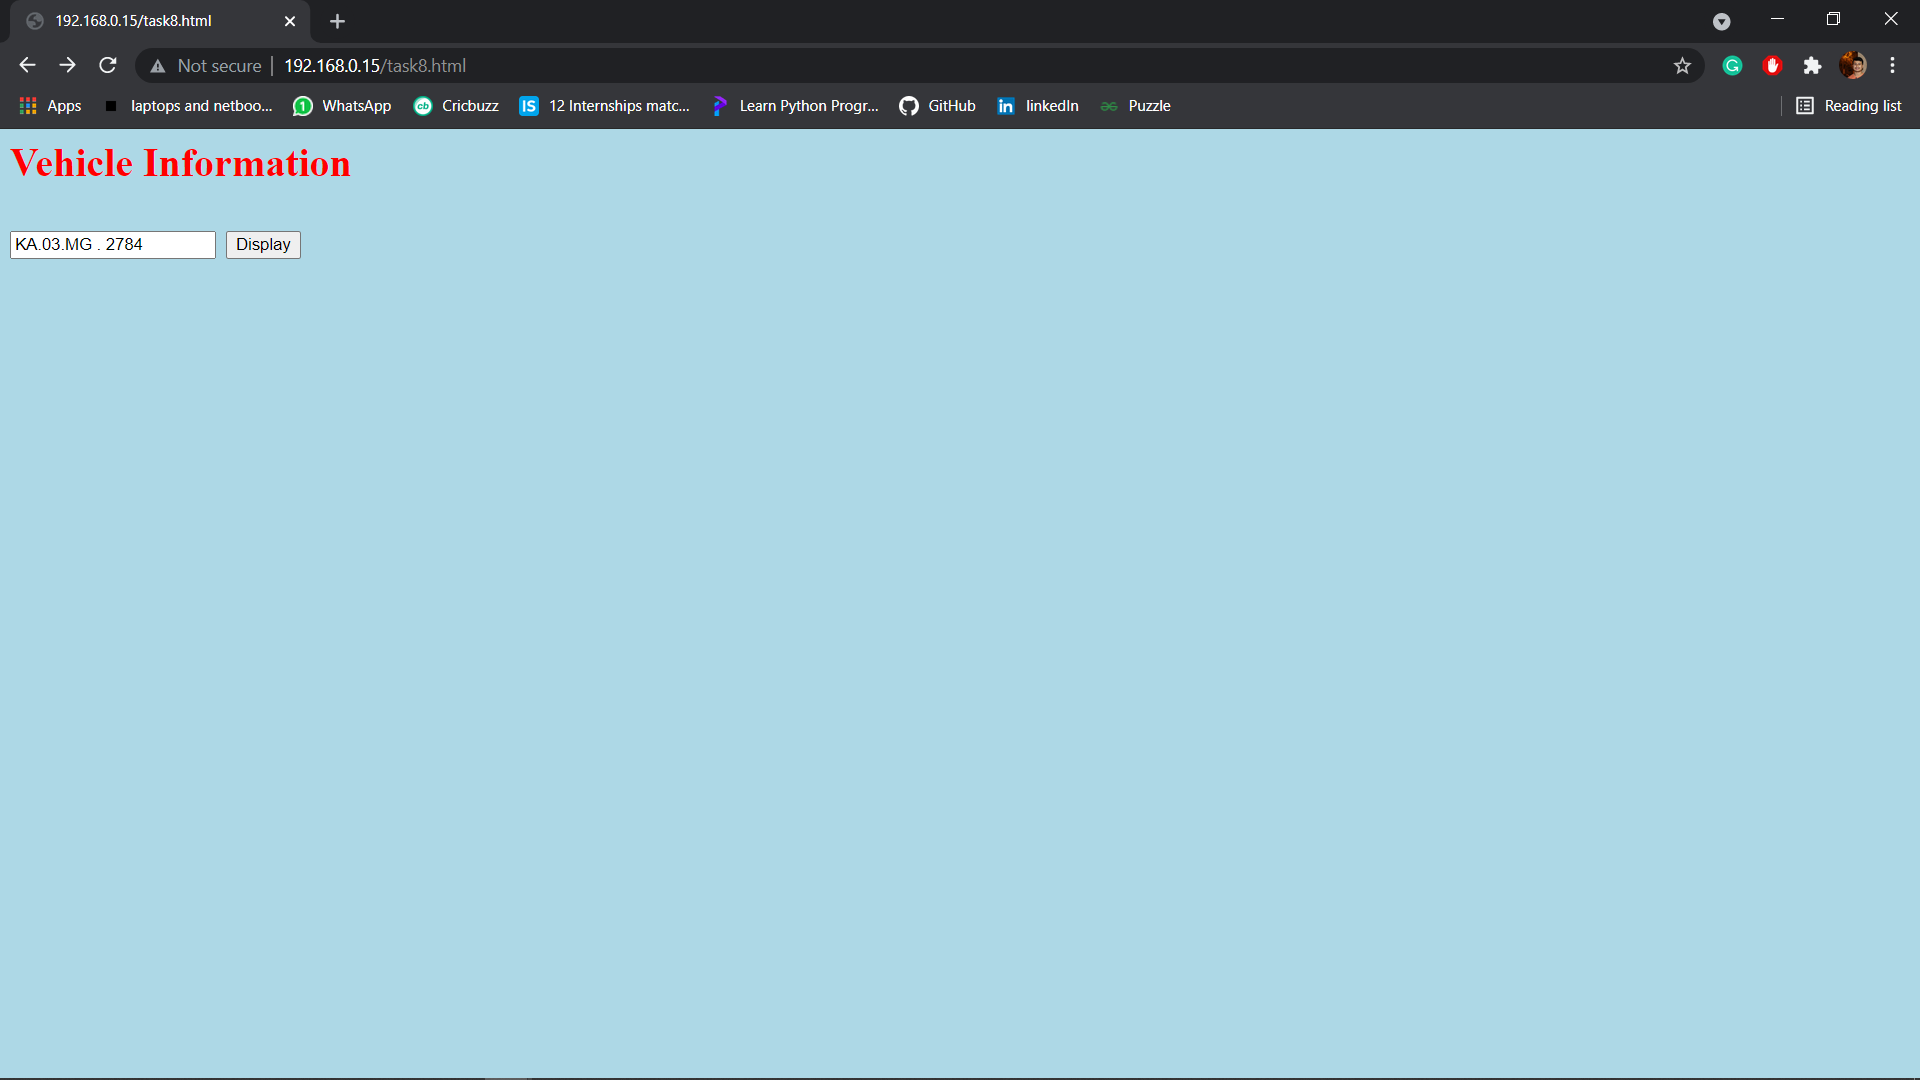 192.168.0.15/task8.html
Not secure | 192.168.0.15/task8.html
Apps laptops and netboo... WhatsApp Cricbuzz 12 Internships matc... Learn Python Progr... GitHub linkedIn Puzzle Reading list
Vehicle Information
KA.03.MG . 2784 Display